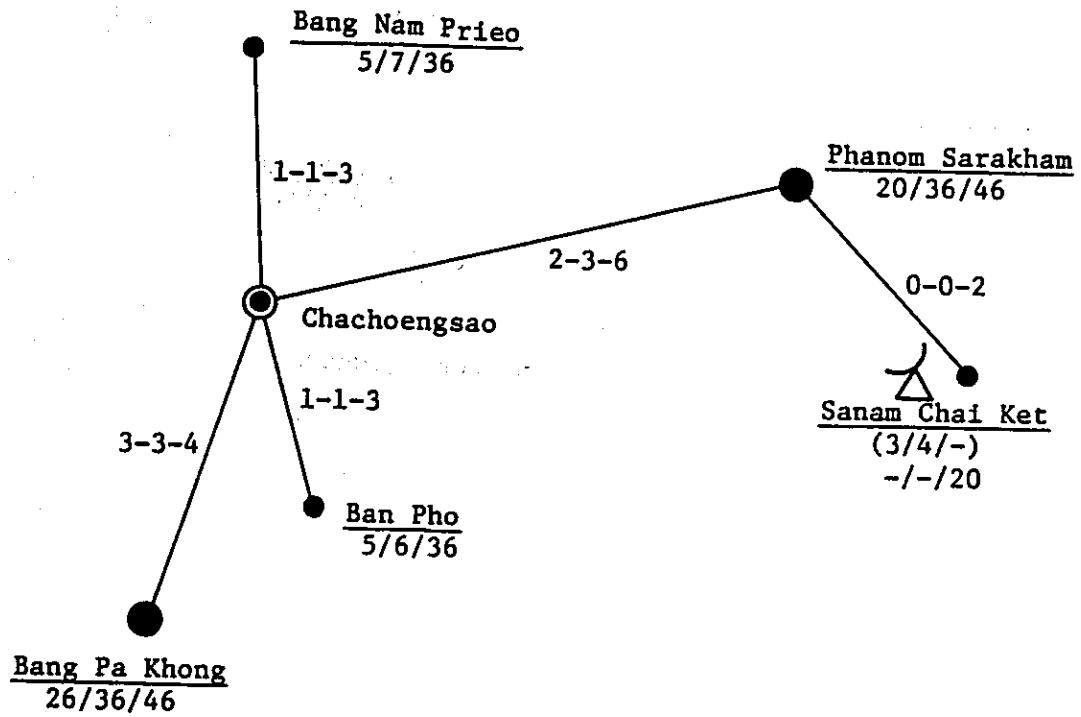 Bang Nam Prieo
5/7/36
1-1-3
Phanom Sarakham
20/36/46
2-3-6
0-0-2
Chachoengsao
1-1-3
3-3-4
Sanam Chai Ket
(3/4/-)
-/-/20
Ban Pho
5/6/36
Bang Pa Khong
26/36/46